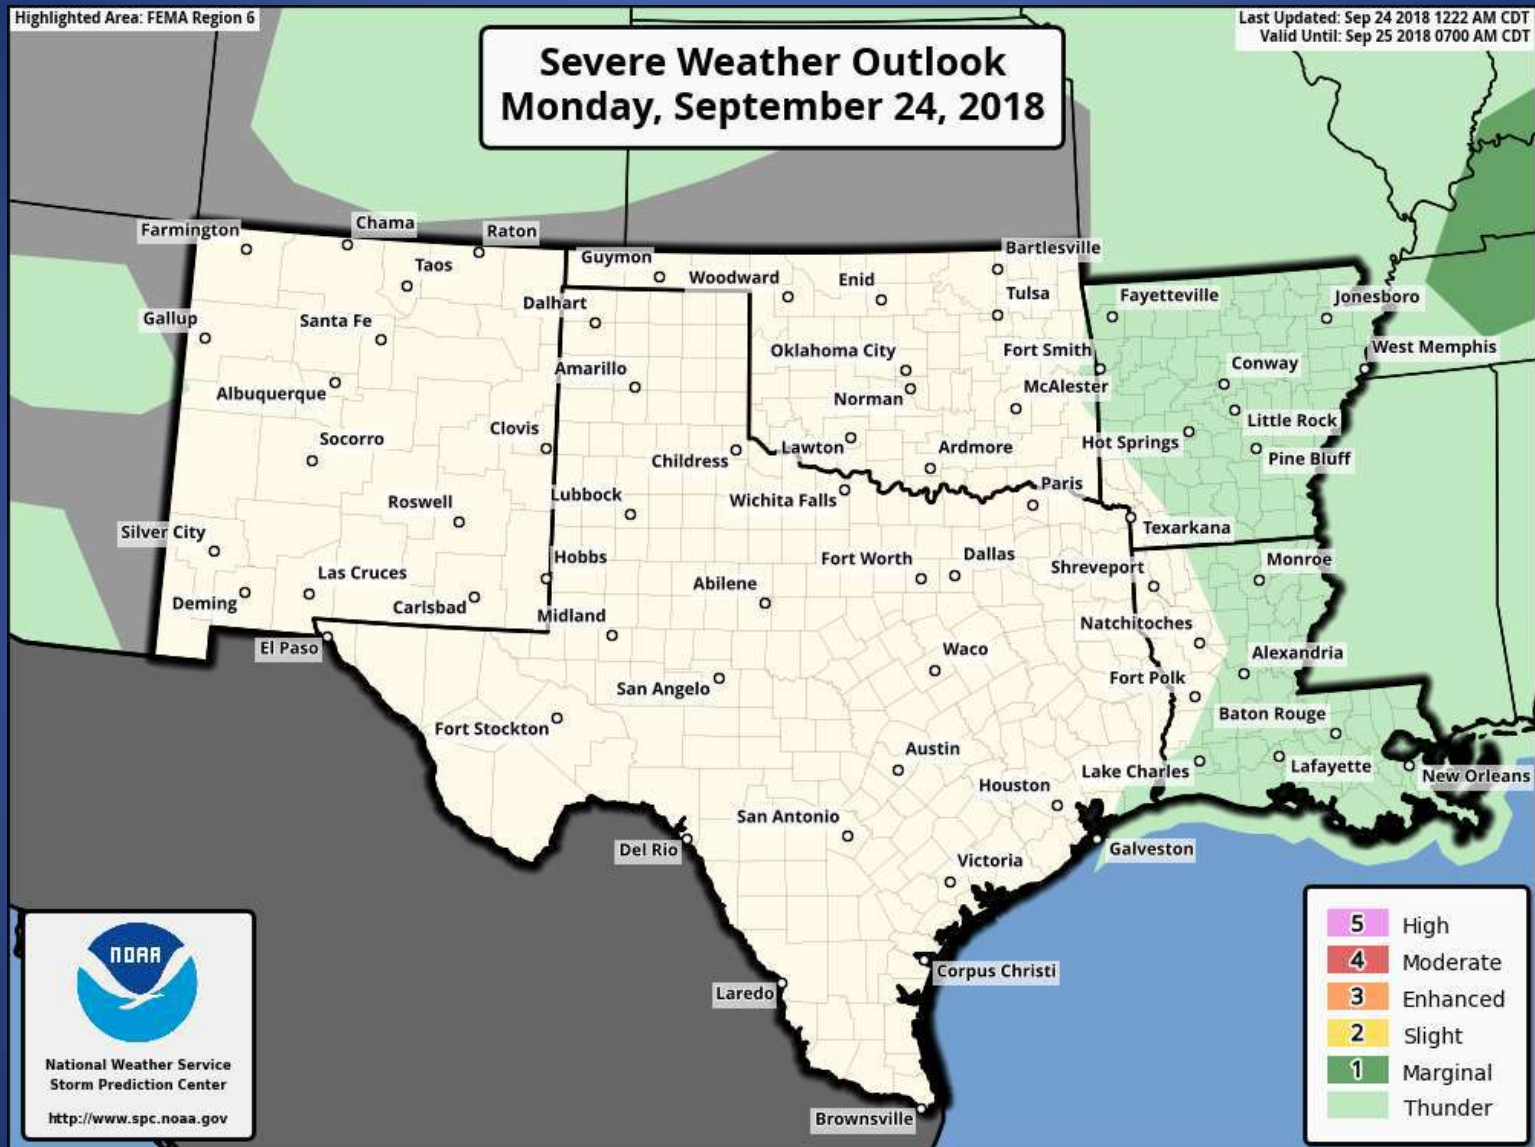 Highlighted Area: FEMA Region 6
Last Updated: Sep 24 2018 1222 AM CDT
Valid Until: Sep 25 2018 0700 AM CDT
Severe Weather Outlook
Monday, September 24, 2018
Farmington
Chama
Raton
Taos
Guymon
Woodward
Enid
Bartlesville
Tulsa
Dalhart
Fayetteville
Jonesboro
Gallup
Santa Fe
Oklahoma City
Fort Smith
West Memphis
Amarillo
Conway
Albuquerque
Norman
McAlester
Little Rock
Socorro
Clovis
Childress
Lawton
Ardmore
Hot Springs
Pine Bluff
Roswell
Lubbock
Wichita Falls
Paris
Texarkana
Silver City
Las Cruces
Hobbs
Fort Worth
Dallas
Shreveport
Monroe
Deming
Carlsbad
Abilene
Midland
Natchitoches
El Paso
Waco
Alexandria
San Angelo
Fort Polk
Fort Stockton
Baton Rouge
Austin
Houston
Lake Charles
Lafayette
New Orleans
San Antonio
Del Rio
Victoria
Galveston
Corpus Christi
Laredo
Brownsville
NOAA
National Weather Service
Storm Prediction Center
http://www.spc.noaa.gov
5 High
4 Moderate
3 Enhanced
2 Slight
1 Marginal
Thunder